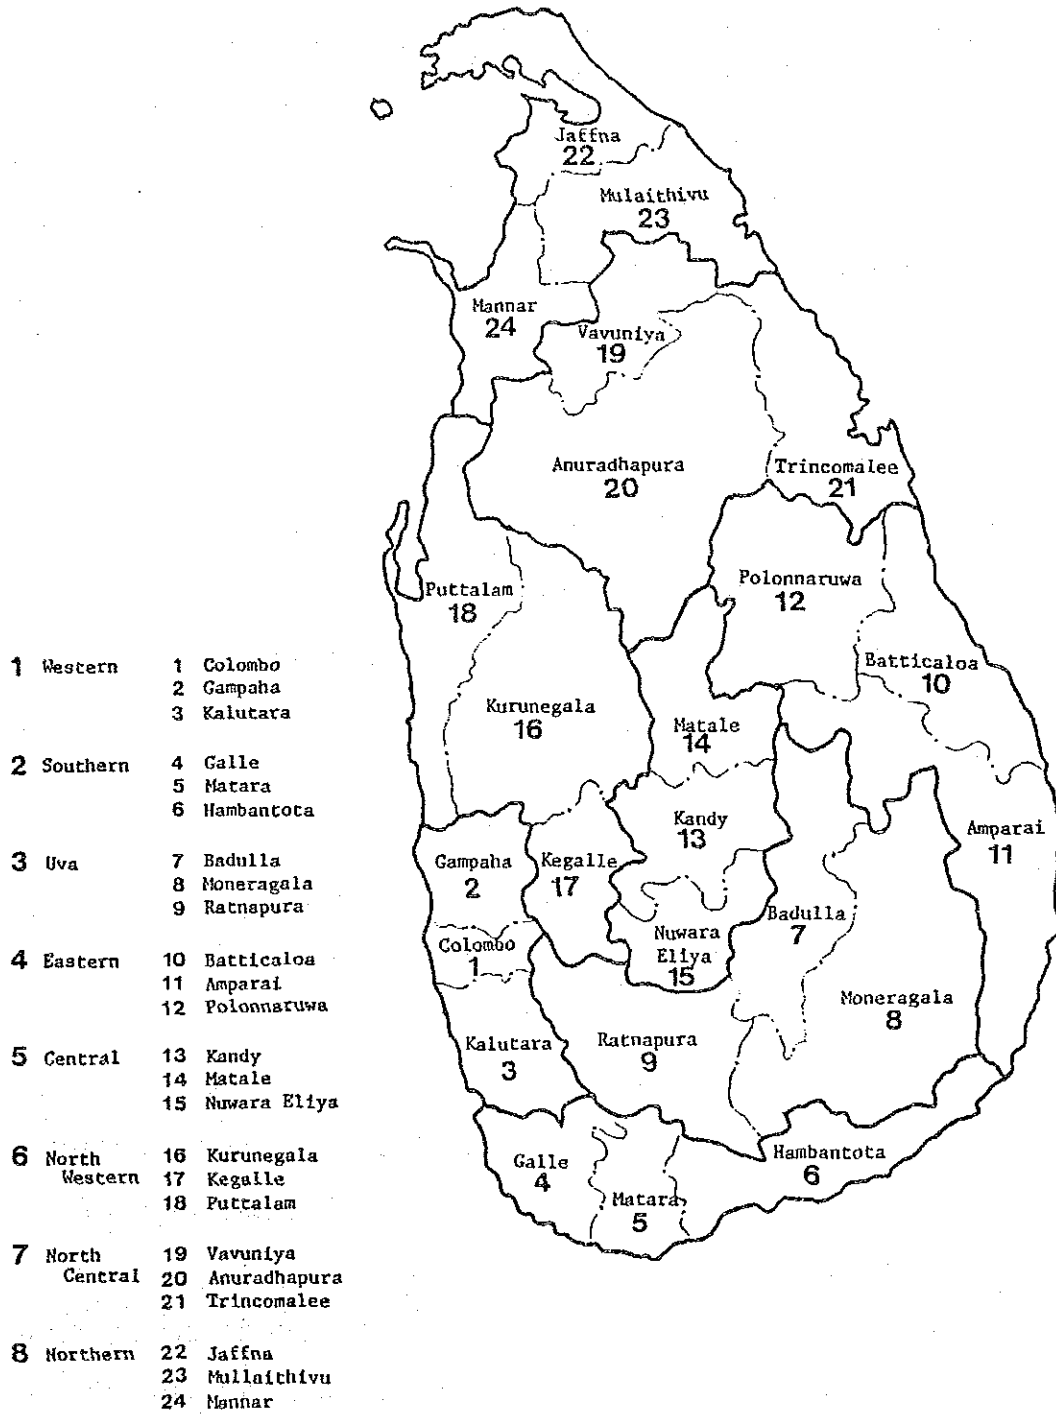 Jaffna
22
Mulaithivu
23
Mannar
24
Vavuniya
19
Anuradhapura
20
Trincomalee
21
Puttalam
18
Polonnaruwa
12
Batticaloa
10
Kurunegala
16
Matale
14
Kandy
13
Amparai
11
Gampaha
2
Kegalle
17
Badulla
7
Nuwara
Eliya
15
Colombo
1
Moneragala
8
Ratnapura
9
Kalutara
3
Galle
4
Matara
5
Hambantota
6
1 Western 1 Colombo
2 Gampaha
3 Kalutara
2 Southern 4 Galle
5 Matara
6 Hambantota
3 Uva 7 Badulla
8 Moneragala
9 Ratnapura
4 Eastern 10 Batticaloa
11 Amparai
12 Polonnaruwa
5 Central 13 Kandy
14 Matale
15 Nuwara Eliya
6 North 16 Kurunegala
Western 17 Kegalle
18 Puttalam
7 North 19 Vavuniya
Central 20 Anuradhapura
21 Trincomalee
8 Northern 22 Jaffna
23 Mullaithivu
24 Mannar